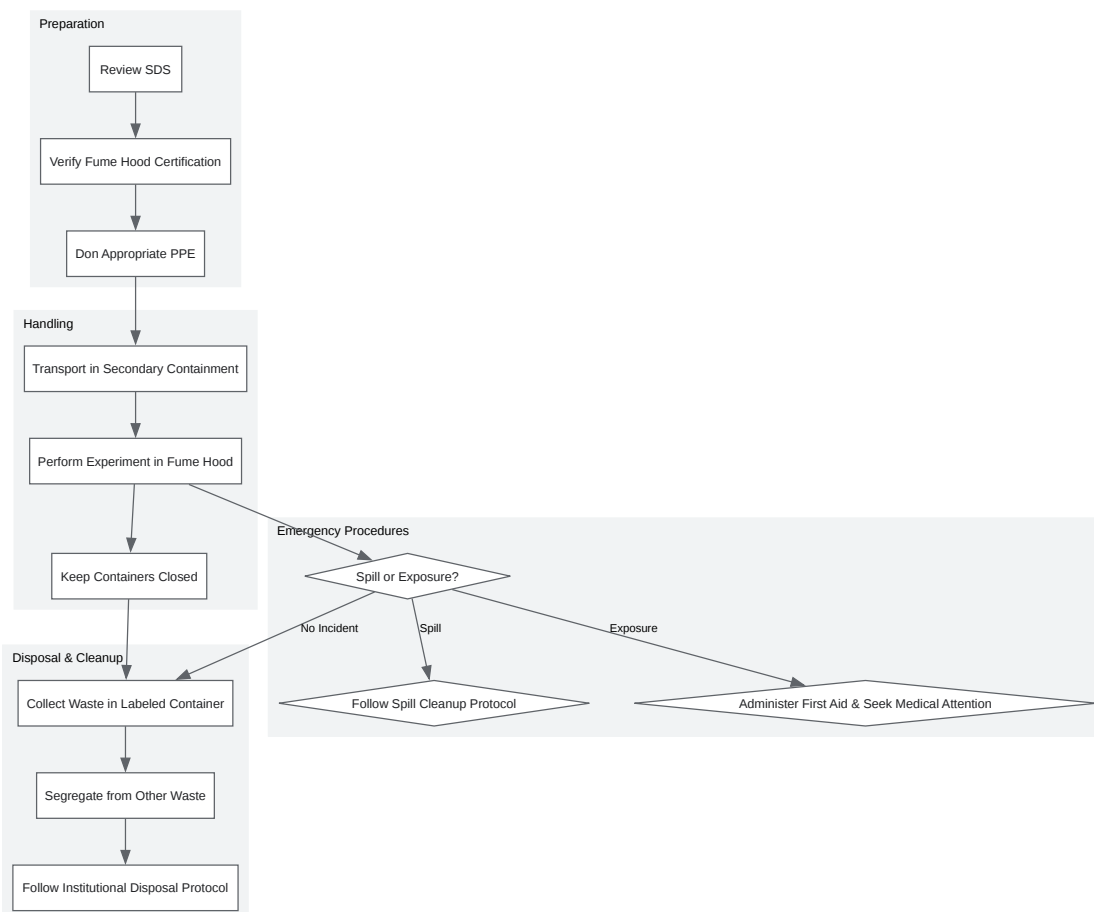 Preparation
Review SDS
Verify Fume Hood Certification
Don Appropriate PPE
Handling
Transport in Secondary Containment
Perform Experiment in Fume Hood
Emergency Procedures
Keep Containers Closed
Spill or Exposure?
No Incident
Spill
Exposure
Disposal & Cleanup
Collect Waste in Labeled Container
Follow Spill Cleanup Protocol
Administer First Aid & Seek Medical Attention
Segregate from Other Waste
Follow Institutional Disposal Protocol